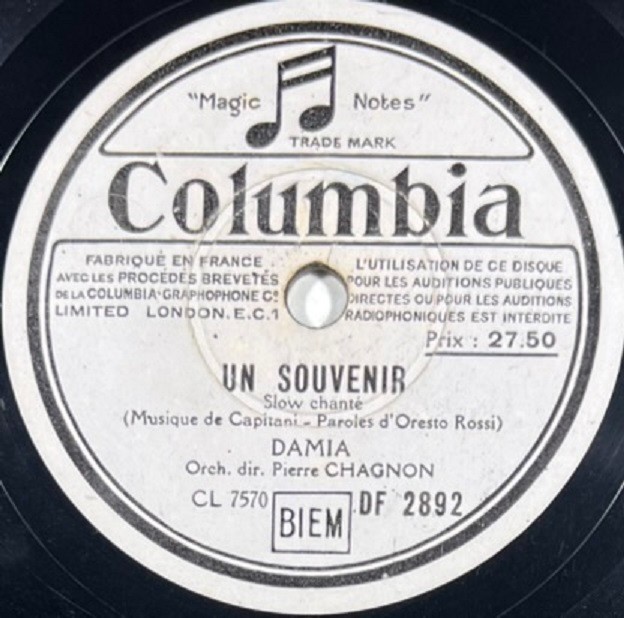 "Magic Notes"
TRADE MARK
Columbia
FABRIQUÉ EN FRANCE
AVEC LES PROCÉDÉS BREVETÉS
DE LA COLUMBIA-GRAPHOPHONE Cº
LIMITED LONDON.E.C.1
L'UTILISATION DE CE DISQUE
POUR LES AUDITIONS PUBLIQUES
DIRECTES OU POUR LES AUDITIONS
RADIOPHONIQUES EST INTERDITE
Prix : 27.50
UN SOUVENIR
Slow chanté
(Musique de Capitani - Paroles d'Oresto Rossi)
DAMIA
Orch. dir. Pierre CHAGNON
CL 7570 BIEM DF 2892